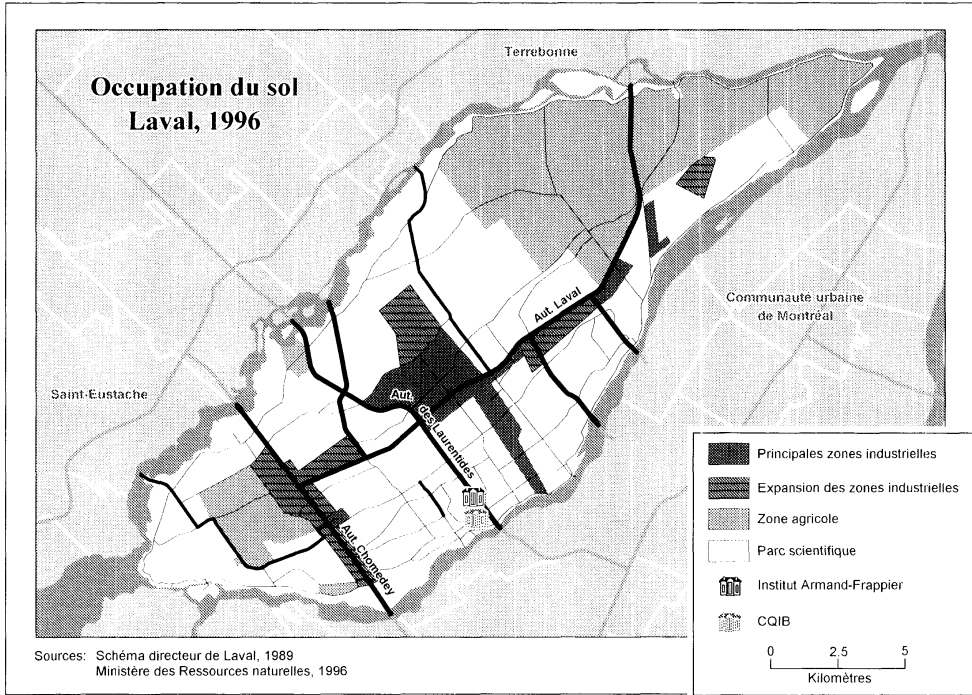 Occupation du sol
Laval, 1996
Terrebonne
Communauté urbaine
de Montréal
Saint-Eustache
Aut. Laval
Aut. des Laurentides
Aut. Chomedey
Principales zones industrielles
Expansion des zones industrielles
Zone agricole
Parc scientifique
Institut Armand-Frappier
CQIB
0 2.5 5
Kilomètres
Sources: Schéma directeur de Laval, 1989
Ministère des Ressources naturelles, 1996